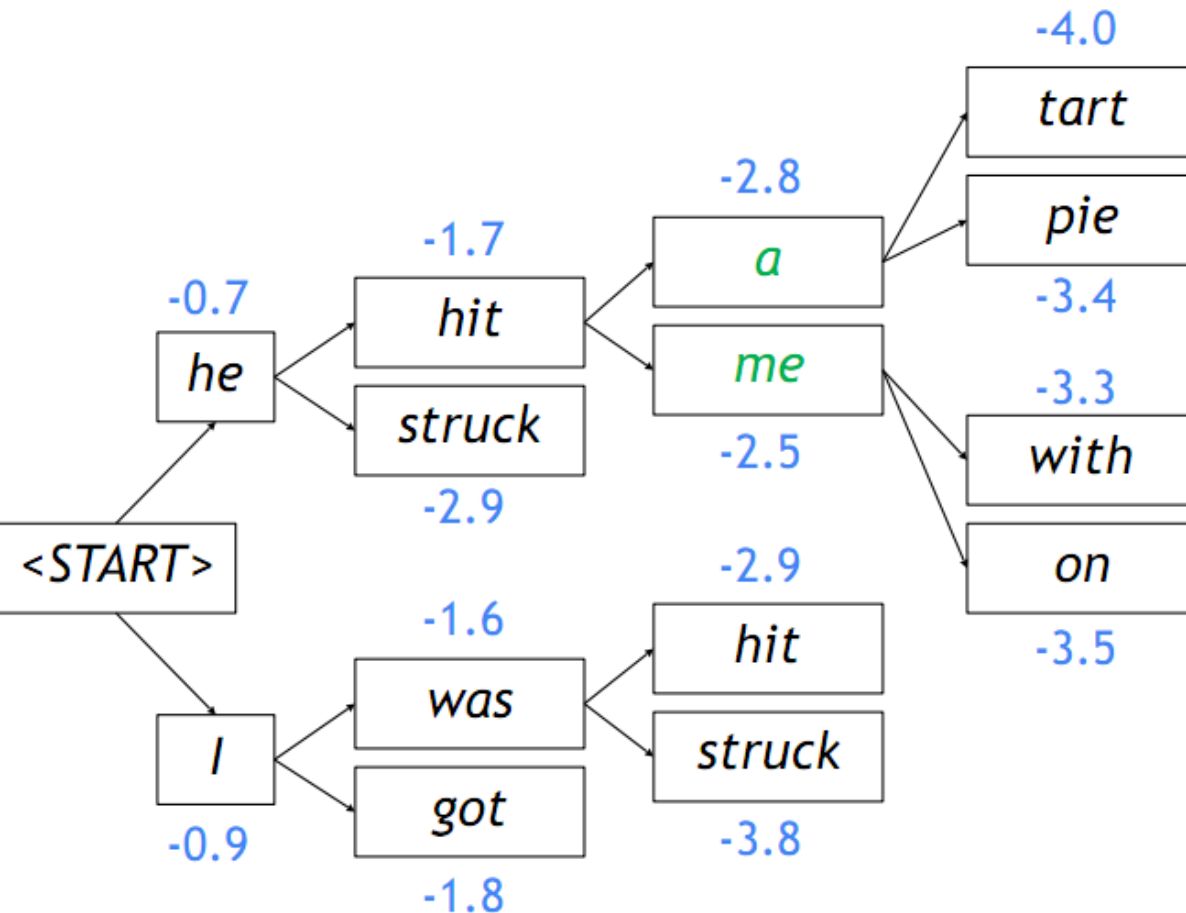 -4.0
tart
-2.8
pie
-1.7
a
-3.4
-0.7
hit
me
-3.3
he
struck
-2.5
with
-2.9
<START>
-2.9
on
-1.6
hit
-3.5
was
struck
I
got
-3.8
-0.9
-1.8